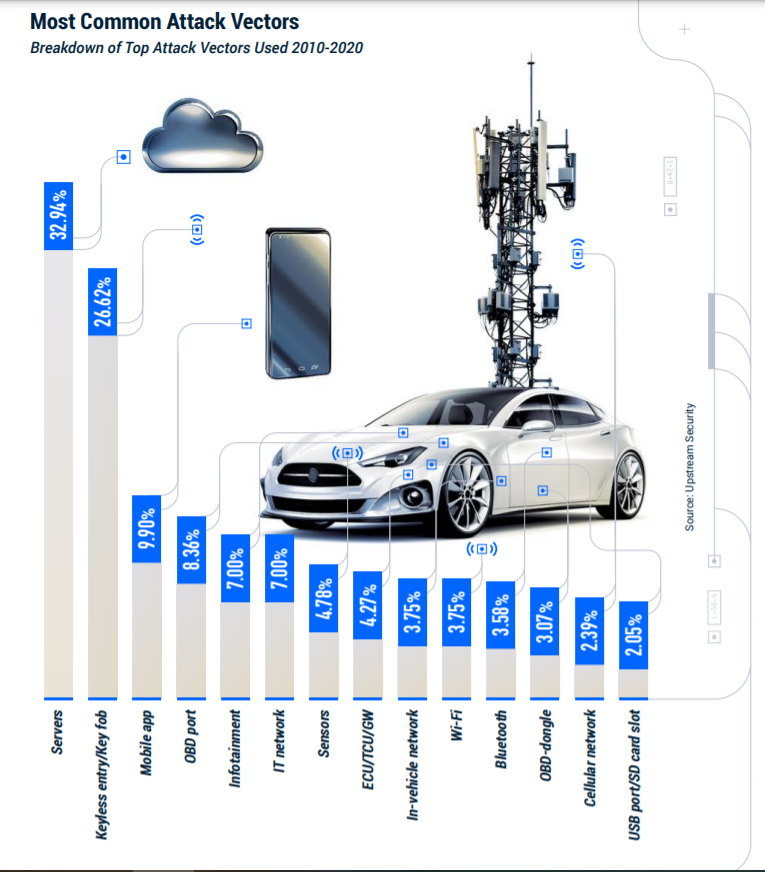 Most Common Attack Vectors
Breakdown of Top Attack Vectors Used 2010-2020
32.94%
26.62%
9.90%
8.36%
7.00%
7.00%
4.78%
4.27%
3.75%
3.75%
3.58%
3.07%
2.39%
2.05%
Servers
Keyless entry/Key fob
Mobile app
OBD port
Infotainment
IT network
Sensors
ECU/TCU/GW
In-vehicle network
Wi-Fi
Bluetooth
OBD-dongle
Cellular network
USB port/SD card slot
Source: Upstream Security